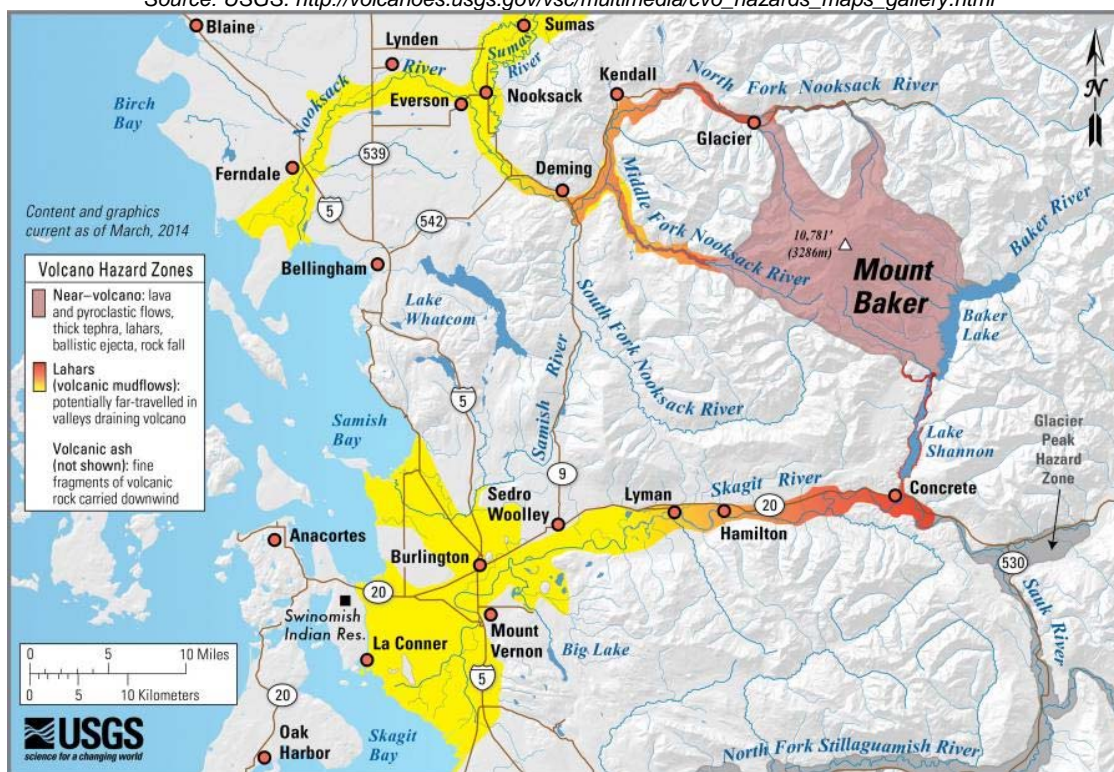 Source: USGS: http://volcanoes.usgs.gov/vsc/multimedia/cvo_hazards_maps_gallery.html
Blaine
Lynden
Sumas
Sumas
River
River
Nooksack
Everson
Nooksack
Kendall
North
Fork Nooksack River
N
Birch
Bay
Glacier
539
Ferndale
Deming
Middle Fork Nooksack River
5
542
Content and graphics
current as of March, 2014
Bellingham
10,781'
(3286m)
Mount
Baker
Baker River
Baker
Lake
Volcano Hazard Zones
Near–volcano: lava
and pyroclastic flows,
thick tephra, lahars,
ballistic ejecta, rock fall
Lahars
(volcanic mudflows):
potentially far-travelled in
valleys draining volcano
Volcanic ash
(not shown): fine
fragments of volcanic
rock carried downwind
Lake
Whatcom
South Fork Nooksack River
Samish River
5
Samish
Bay
9
Lake
Shannon
Glacier
Peak
Hazard
Zone
Sedro
Woolley
Lyman
Skagit River
20
Concrete
Hamilton
Anacortes
Burlington
530
20
Swinomish
Indian Res.
Mount
Vernon
Sauk River
La Conner
Big Lake
0 5 10 Miles
0 5 10 Kilometers
20
5
USGS
science for a changing world
Oak
Harbor
Skagit
Bay
North Fork Stillaguamish River